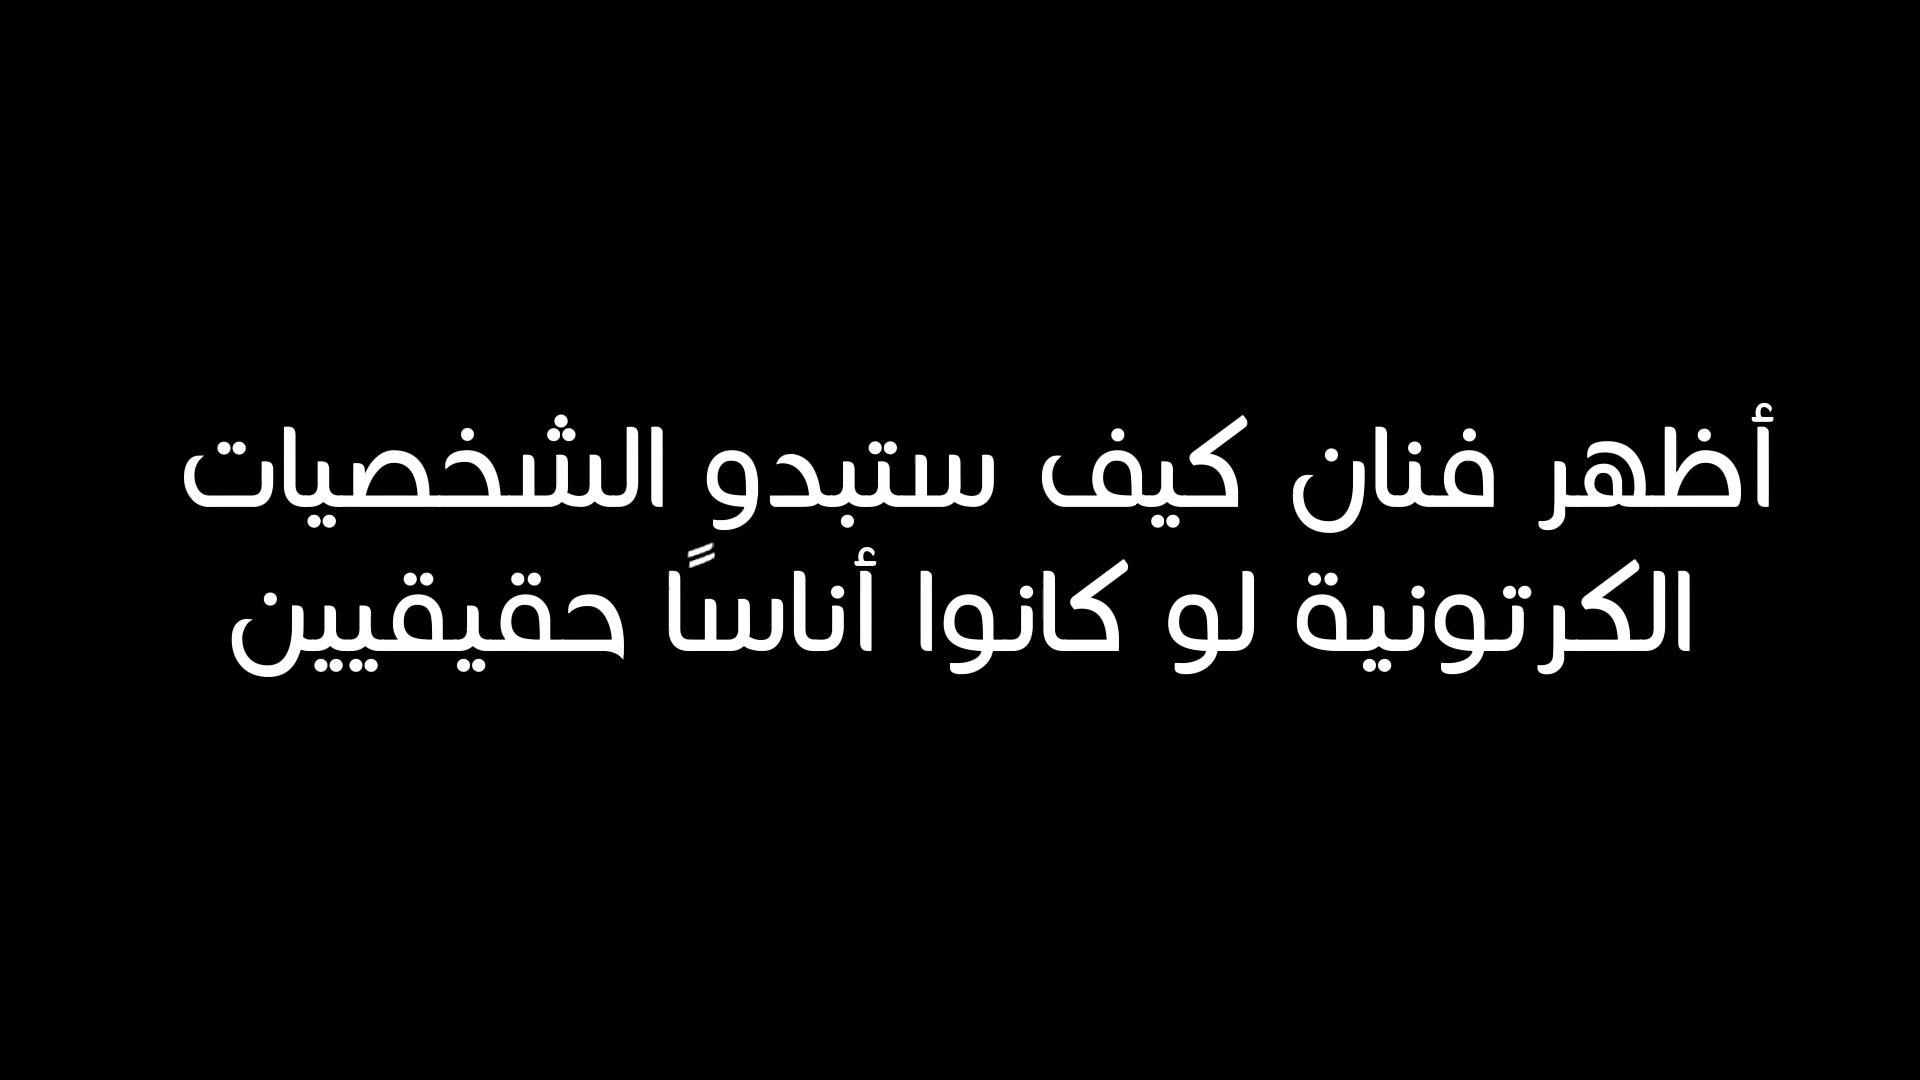 أظهر فنان كيف ستبدو الشخصيات
الكرتونية لو كانوا أناساً حقيقيين